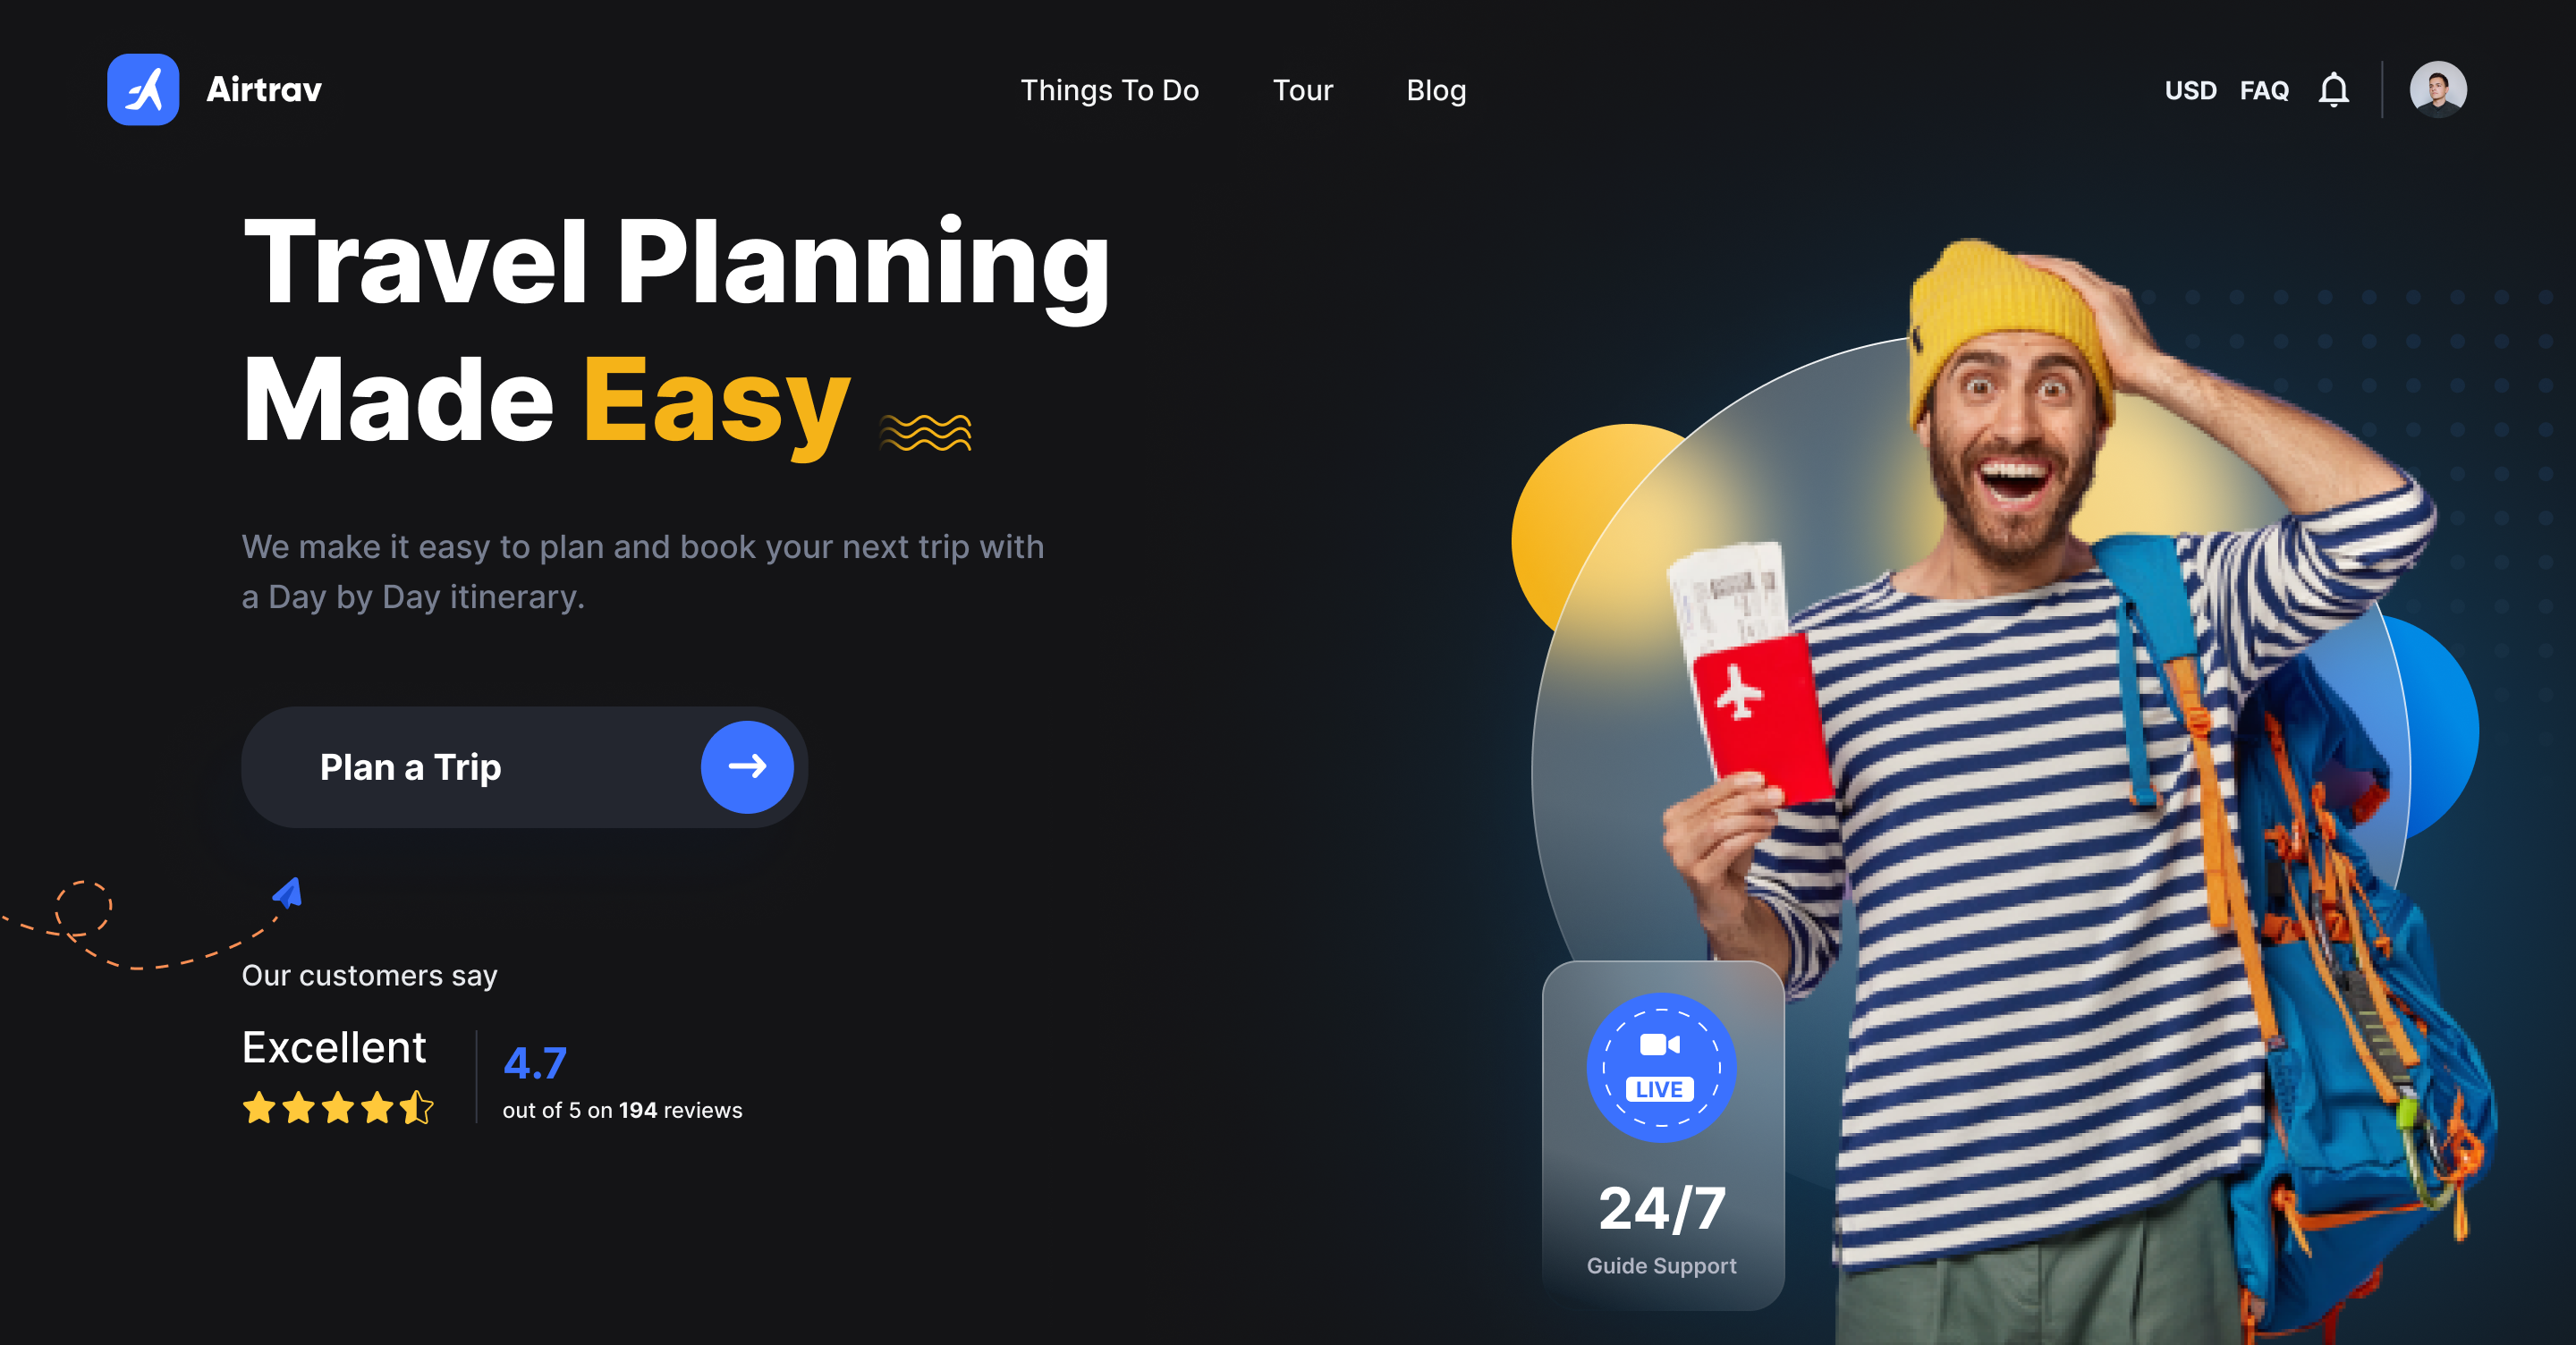 Airtrav
Things To Do
Tour
Blog
USD
FAQ
Travel Planning
Made Easy
We make it easy to plan and book your next trip with
a Day by Day itinerary.
Plan a Trip
Our customers say
Excellent
4.7
out of 5 on 194 reviews
LIVE
24/7
Guide Support